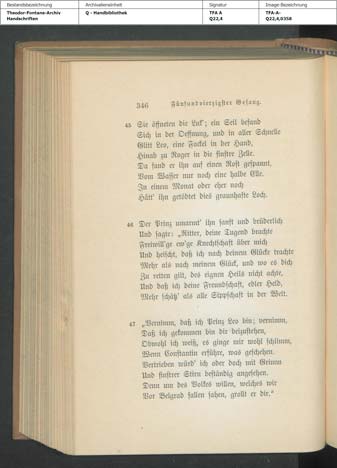 Bestandsbezeichnung Archivalieneinheit Signatur Image-Bezeichnung
Theodor-Fontane-Archiv Q - Handbibliothek TFA A TFA-A-
Handschriften Q22,4 Q22,4,0358
346 Fünfundvierzigster Gesang.
45 Sie öffneten die Luk'; ein Seil befand
Sich in der Oeffnung, und in aller Schnelle
Glitt Leo, eine Fackel in der Hand,
Hinab zu Roger in die finstre Zelle.
Da fand er ihn auf einen Rost gespannt,
Vom Wasser nur noch eine halbe Elle.
In einem Monat oder eher noch
Hätt' ihn getödtet dies grauenhafte Loch.
46 Der Prinz umarmt' ihn sanft und brüderlich
Und sagte: „Ritter, deine Tugend brachte
Freiwill'ge ew'ge Knechtschaft über mich
Und heischt, daß ich nach deinem Glücke trachte
Mehr als nach meinem Glück, und wo es dich
Zu retten gilt, des eignen Heils nicht achte,
Und daß ich deine Freundschaft, edler Held,
Mehr schätz' als alle Sippschaft in der Welt.
47 „Vernimm, daß ich Prinz Leo bin; vernimm,
Daß ich gekommen bin dir beizustehen,
Obwohl ich weiß, es ginge mir wohl schlimm,
Wenn Constantin erführe, was geschehen.
Vertrieben würd' ich oder doch mit Grimm
Und finstrer Stirn beständig angesehen.
Denn um des Volkes willen, welches wir
Vor Belgrad fallen sahen, grollt er dir."